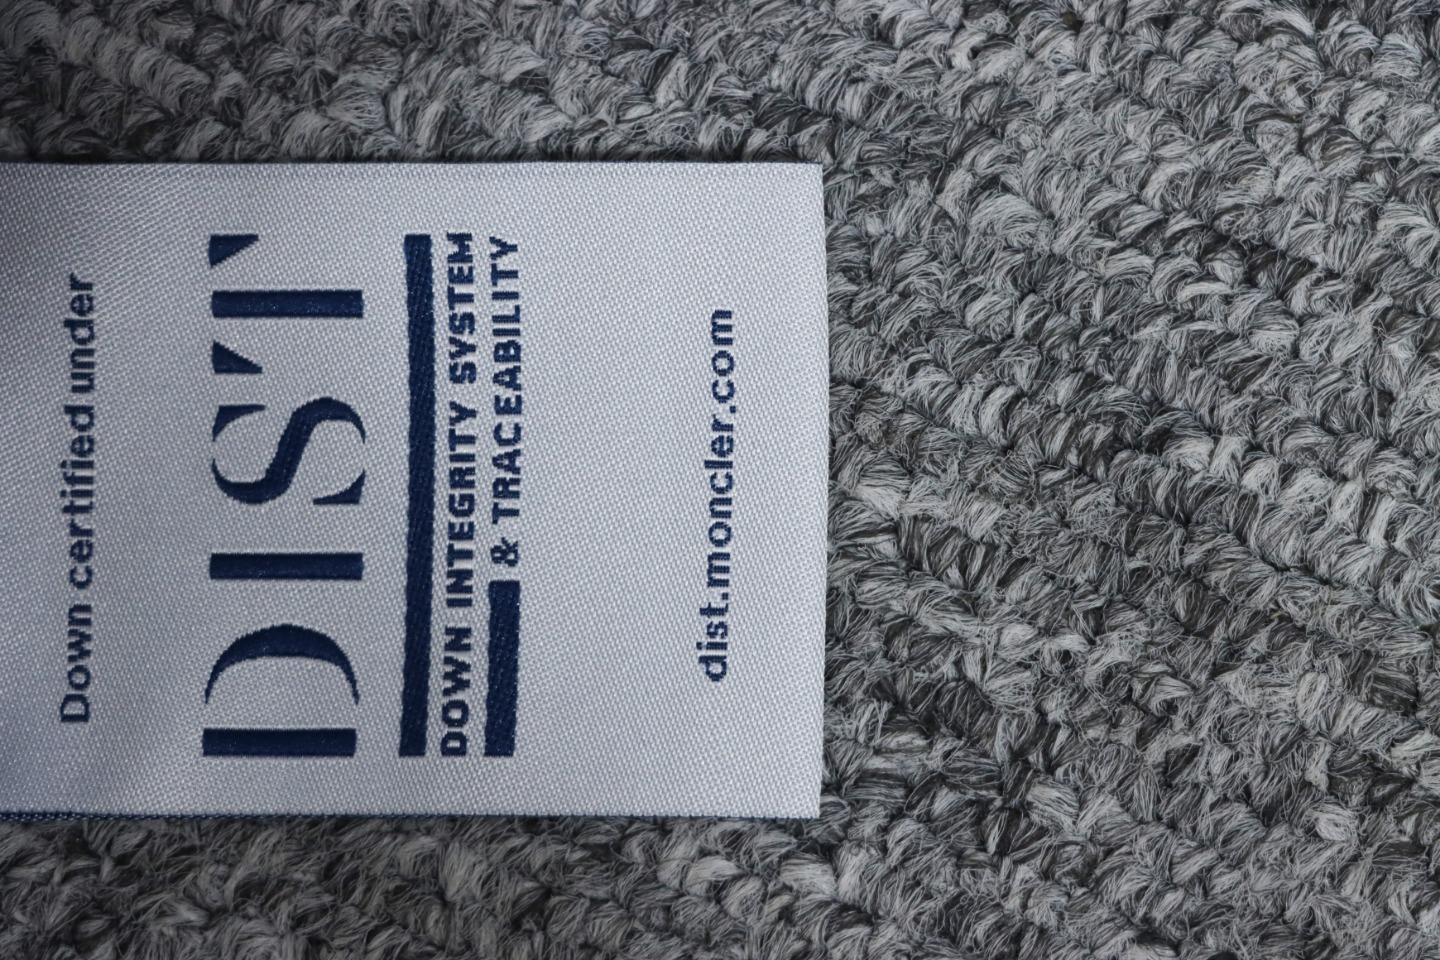 Down certified under
DIST
DOWN INTEGRITY SYSTEM
& TRACEABILITY
dist.moncler.com